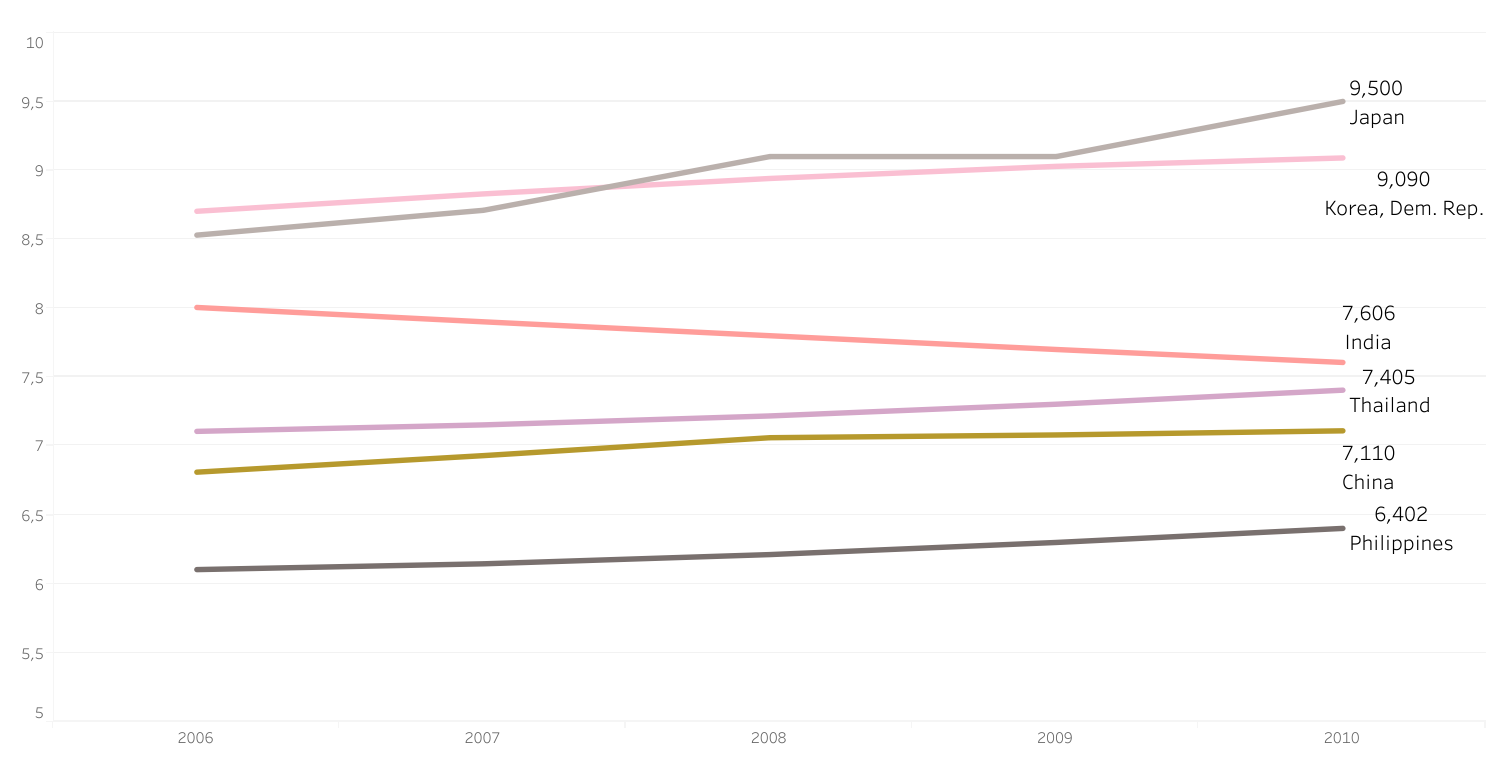 10
9,5
9
8,5
8
7,5
7
6,5
6
5,5
5
9,500
Japan
9,090
Korea, Dem. Rep.
7,606
India
7,405
Thailand
7,110
China
6,402
Philippines
2006 2007 2008 2009 2010